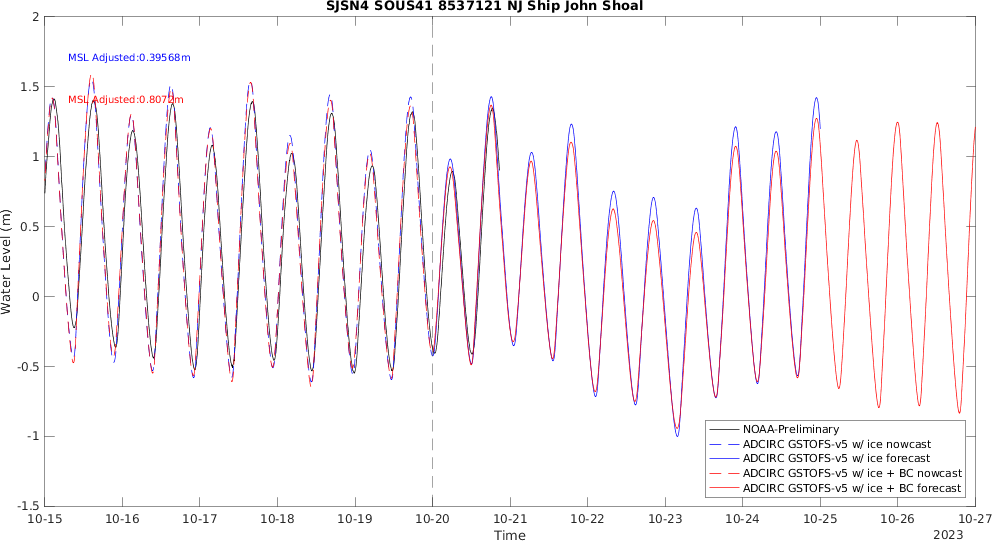 SJSN4 SOUS41 8537121 NJ Ship John Shoal
MSL Adjusted:0.39568m
MSL Adjusted:0.8072m
Water Level (m)
2
1.5
1
0.5
0
-0.5
-1
-1.5
NOAA-Preliminary
ADCIRC GSTOFS-v5 w/ ice nowcast
ADCIRC GSTOFS-v5 w/ ice forecast
ADCIRC GSTOFS-v5 w/ ice + BC nowcast
ADCIRC GSTOFS-v5 w/ ice + BC forecast
10-15 10-16 10-17 10-18 10-19 10-20 10-21 10-22 10-23 10-24 10-25 10-26 10-27
Time
2023